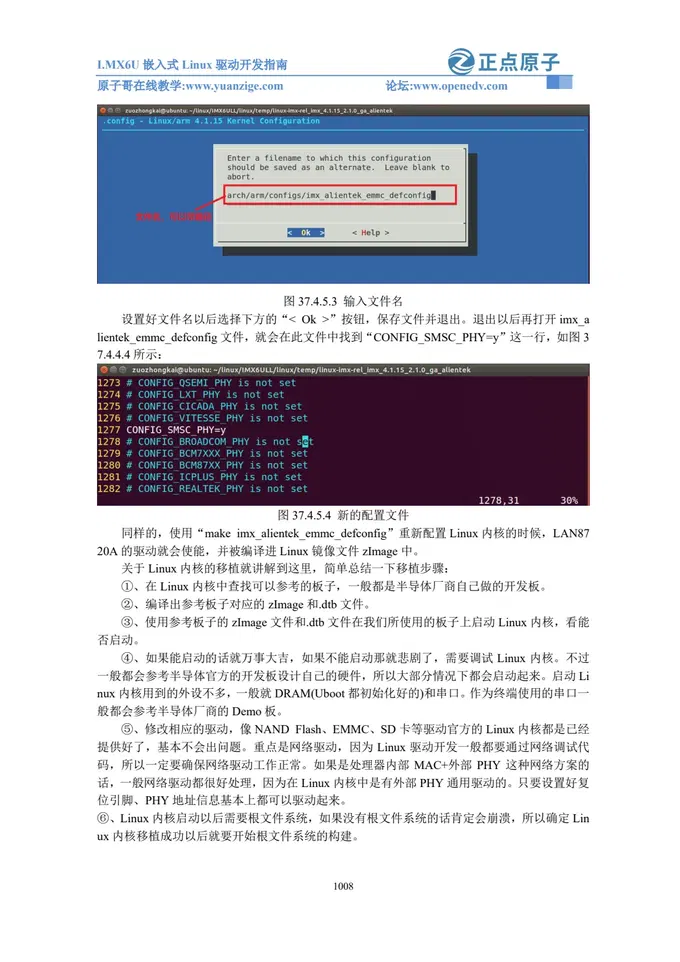 I.MX6U 嵌入式 Linux 驱动开发指南
正点原子
原子哥在线教学:www.yuanzige.com
论坛:www.openedv.com
zuozhongkai@ubuntu: ~/linux/IMX6ULL/linux/temp/linux-imx-rel_imx_4.1.15_2.1.0_ga_alientek
.config - Linux/arm 4.1.15 Kernel Configuration
Enter a filename to which this configuration
should be saved as an alternate.  Leave blank to
abort.
arch/arm/configs/imx_alientek_emmc_defconfig
<  Ok  >      < Help >
图 37.4.5.3 输入文件名
设置好文件名以后选择下方的“<  Ok  >”按钮，保存文件并退出。退出以后再打开 imx_a
lientek_emmc_defconfig 文件，就会在此文件中找到“CONFIG_SMSC_PHY=y”这一行，如图 3
7.4.4.4 所示：
zuozhongkai@ubuntu: ~/linux/IMX6ULL/linux/temp/linux-imx-rel_imx_4.1.15_2.1.0_ga_alientek
1273 # CONFIG_QSEMI_PHY is not set
1274 # CONFIG_LXT_PHY is not set
1275 # CONFIG_CICADA_PHY is not set
1276 # CONFIG_VITESSE_PHY is not set
1277 CONFIG_SMSC_PHY=y
1278 # CONFIG_BROADCOM_PHY is not set
1279 # CONFIG_BCM7XXX_PHY is not set
1280 # CONFIG_BCM87XX_PHY is not set
1281 # CONFIG_ICPLUS_PHY is not set
1282 # CONFIG_REALTEK_PHY is not set
1278,31      30%
图 37.4.5.4 新的配置文件
同样的，使用“make  imx_alientek_emmc_defconfig”重新配置 Linux 内核的时候，LAN87
20A 的驱动就会使能，并被编译进 Linux 镜像文件 zImage 中。
关于 Linux 内核的移植就讲解到这里，简单总结一下移植步骤：
①、在 Linux 内核中查找可以参考的板子，一般都是半导体厂商自己做的开发板。
②、编译出参考板子对应的 zImage 和.dtb 文件。
③、使用参考板子的 zImage 文件和.dtb 文件在我们所使用的板子上启动 Linux 内核，看能
否启动。
④、如果能启动的话就万事大吉，如果不能启动那就悲剧了，需要调试 Linux 内核。不过
一般都会参考半导体官方的开发板设计自己的硬件，所以大部分情况下都会启动起来。启动 Li
nux 内核用到的外设不多，一般就 DRAM(Uboot 都初始化好的)和串口。作为终端使用的串口一
般都会参考半导体厂商的 Demo 板。
⑤、修改相应的驱动，像 NAND  Flash、EMMC、SD 卡等驱动官方的 Linux 内核都是已经
提供好了，基本不会出问题。重点是网络驱动，因为 Linux 驱动开发一般都要通过网络调试代
码，所以一定要确保网络驱动工作正常。如果是处理器内部 MAC+外部 PHY 这种网络方案的
话，一般网络驱动都很好处理，因为在 Linux 内核中是有外部 PHY 通用驱动的。只要设置好复
位引脚、PHY 地址信息基本上都可以驱动起来。
⑥、Linux 内核启动以后需要根文件系统，如果没有根文件系统的话肯定会崩溃，所以确定 Lin
ux 内核移植成功以后就要开始根文件系统的构建。
1008